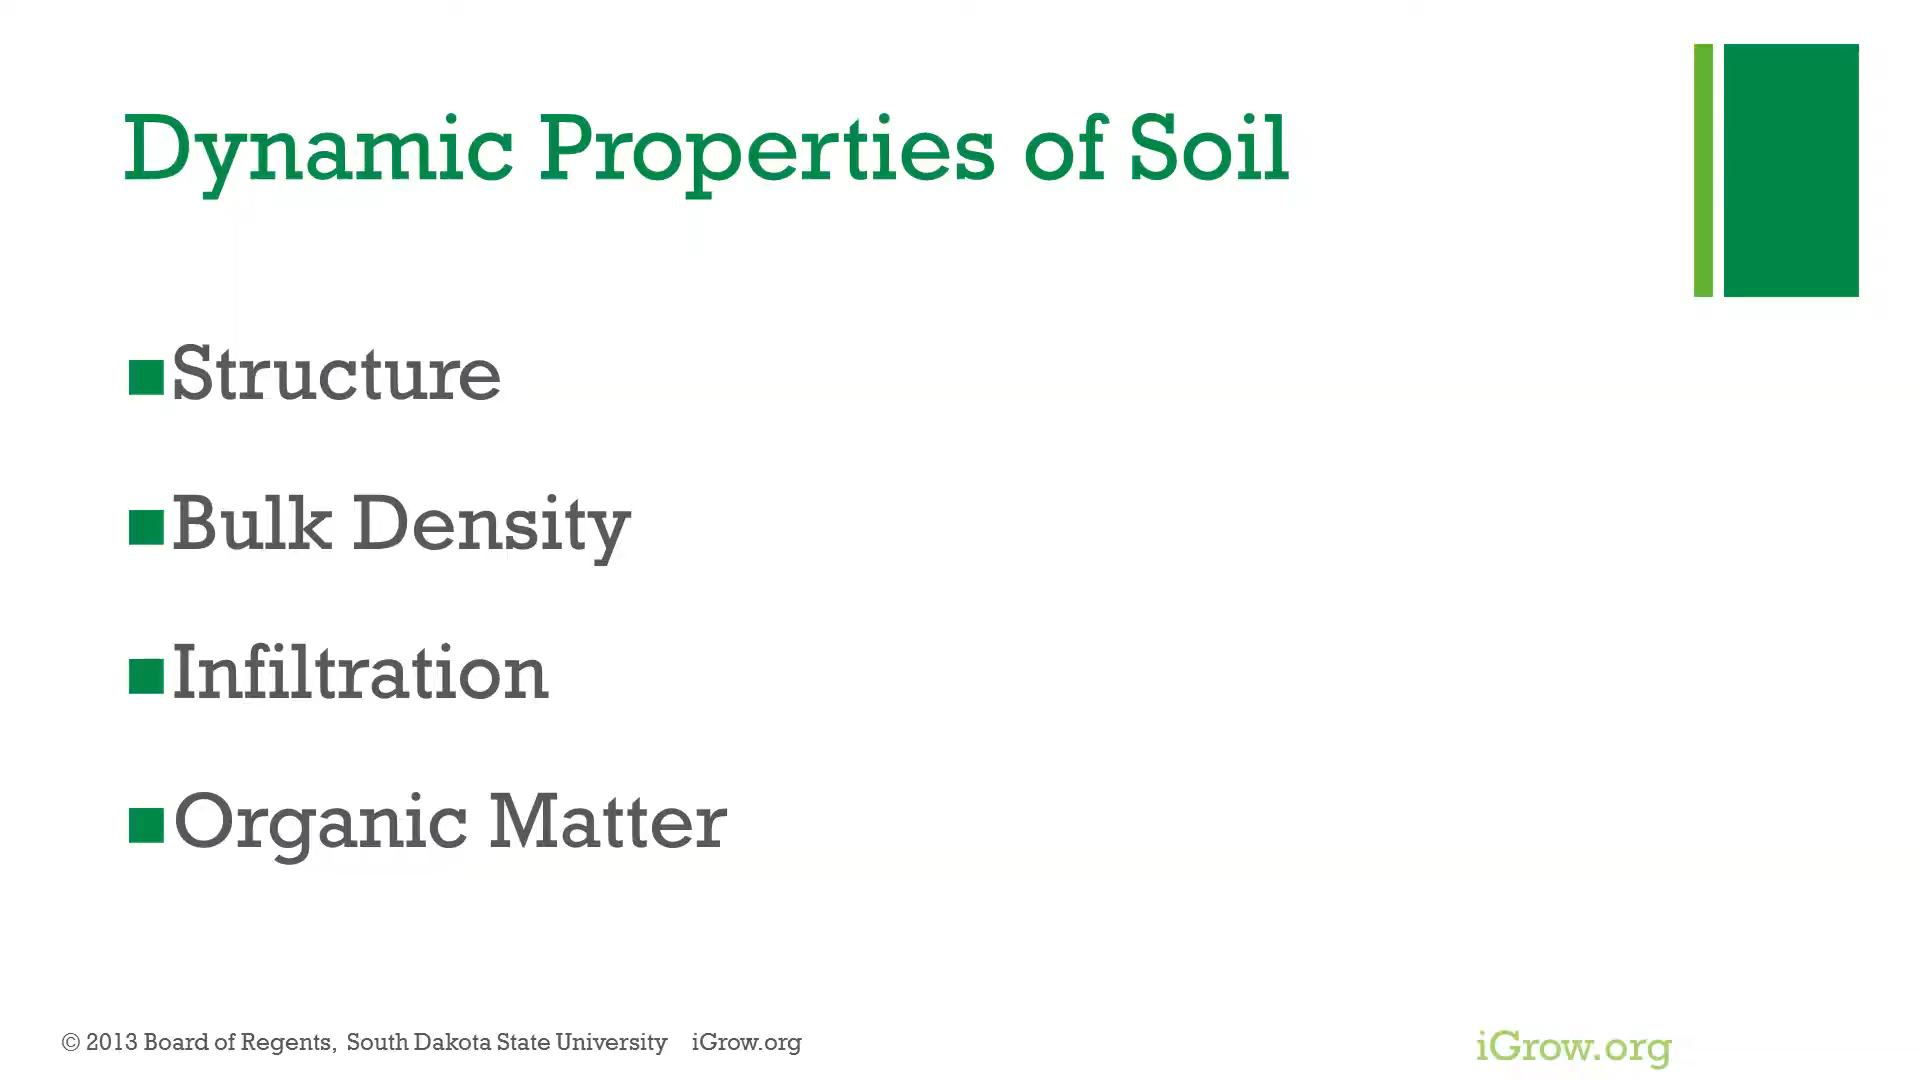 Dynamic Properties of Soil
Structure
Bulk Density
Infiltration
Organic Matter
© 2013 Board of Regents, South Dakota State University iGrow.org
iGrow.org